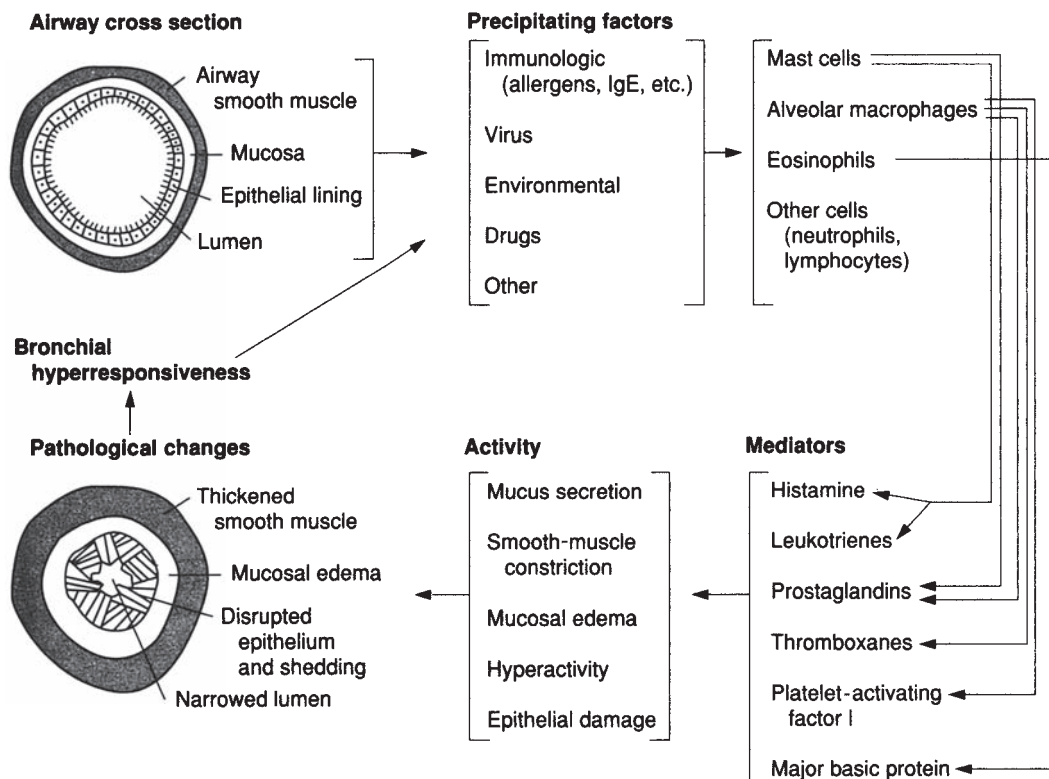 Airway cross section
Airway
smooth muscle
Mucosa
Epithelial lining
Lumen
Precipitating factors
Immunologic
(allergens, IgE, etc.)
Virus
Environmental
Drugs
Other
Mast cells
Alveolar macrophages
Eosinophils
Other cells
(neutrophils,
lymphocytes)
Bronchial
hyperresponsiveness
Pathological changes
Thickened
smooth muscle
Mucosal edema
Disrupted
epithelium
and shedding
Narrowed lumen
Activity
Mucus secretion
Smooth-muscle
constriction
Mucosal edema
Hyperactivity
Epithelial damage
Mediators
Histamine
Leukotrienes
Prostaglandins
Thromboxanes
Platelet-activating
factor I
Major basic protein